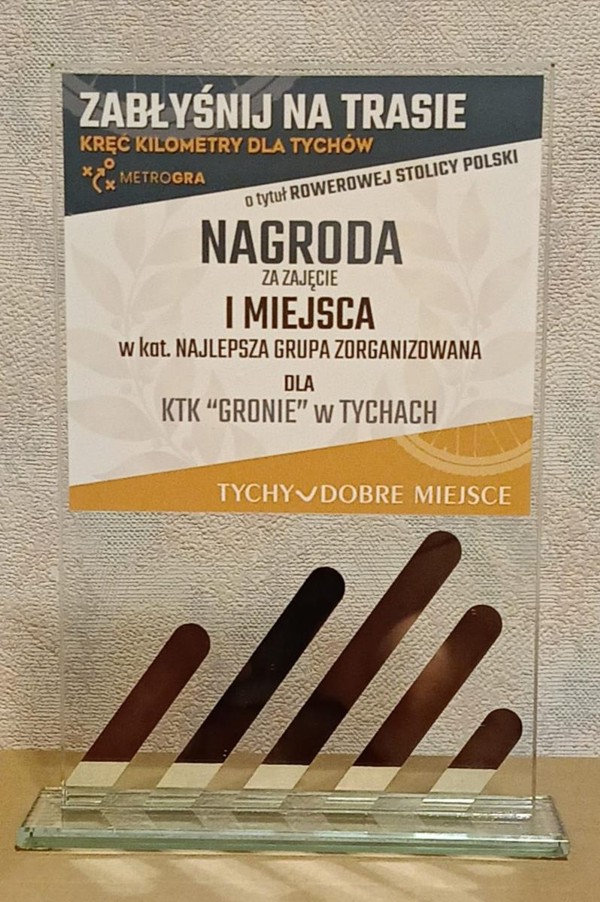 ZABŁYŚNIJ NA TRASIE
KRĘĆ KILOMETRY DLA TYCHÓW
METROGRA
o tytuł ROWEROWEJ STOLICY POLSKI
NAGRODA
ZA ZAJĘCIE
I MIEJSCA
w kat. NAJLEPSZA GRUPA ZORGANIZOWANA
DLA
KTK “GRONIE” w TYCHACH
TYCHY DOBRE MIEJSCE